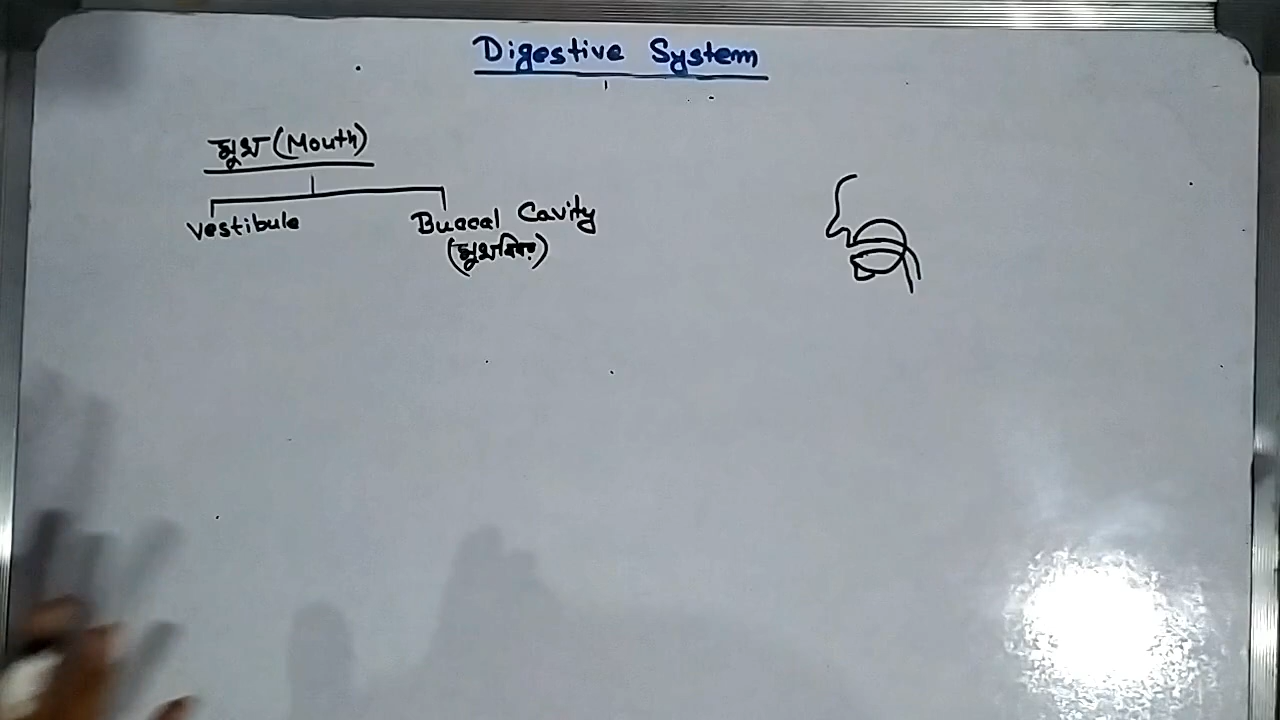 Digestive System
মুখ (Mouth)
Vestibule
Buccal Cavity
(মুখবিবর)